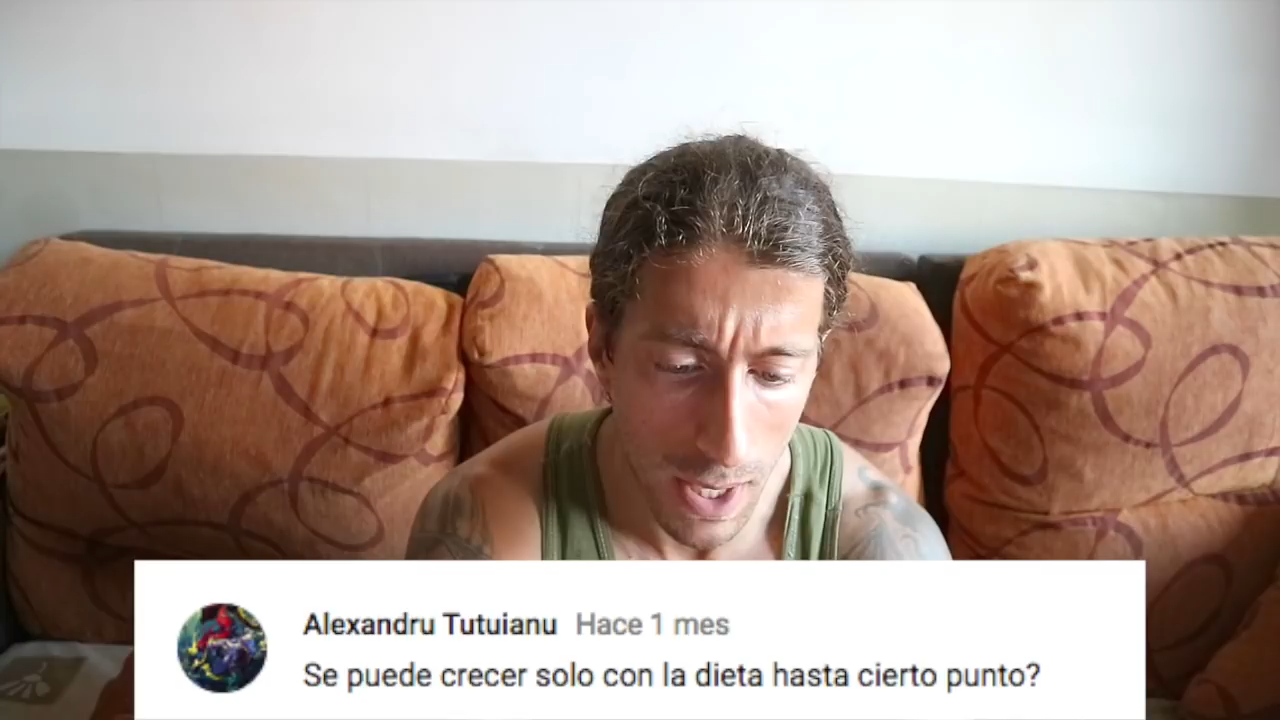 Alexandru Tutuianu Hace 1 mes
Se puede crecer solo con la dieta hasta cierto punto?